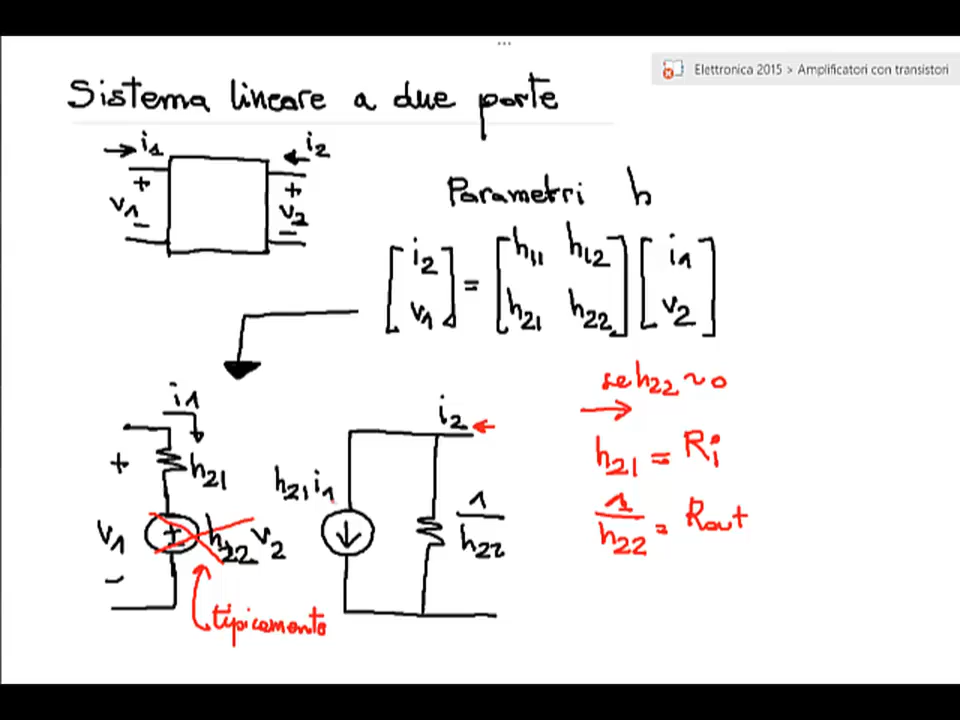 Elettronica 2015 > Amplificatori con transistori
Sistema lineare a due porte
i1 i2
+ +
v1 v2
- -
Parametri h
[i2 v1] = [h11 h12 h21 h22] [i1 v2]
i1
+
h21
v1
+
h22 v2
-
tipicamente
i2
h21 i1
1/h22
se h22 ~ 0
h21 = Ri
1/h22 = Rout